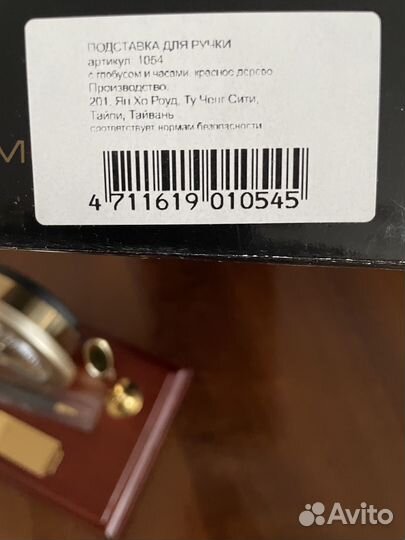 ПОДСТАВКА ДЛЯ РУЧКИ
артикул 1054
с глобусом и часами, красное дерево
Производство:
201, Ян Хо Роуд, Ту Ченг Сити,
Тайпи, Тайвань
соответствует нормам безопасности
M
4 711619 010545
Avito